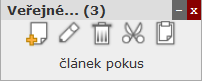 Veřejné... (3)
článek pokus